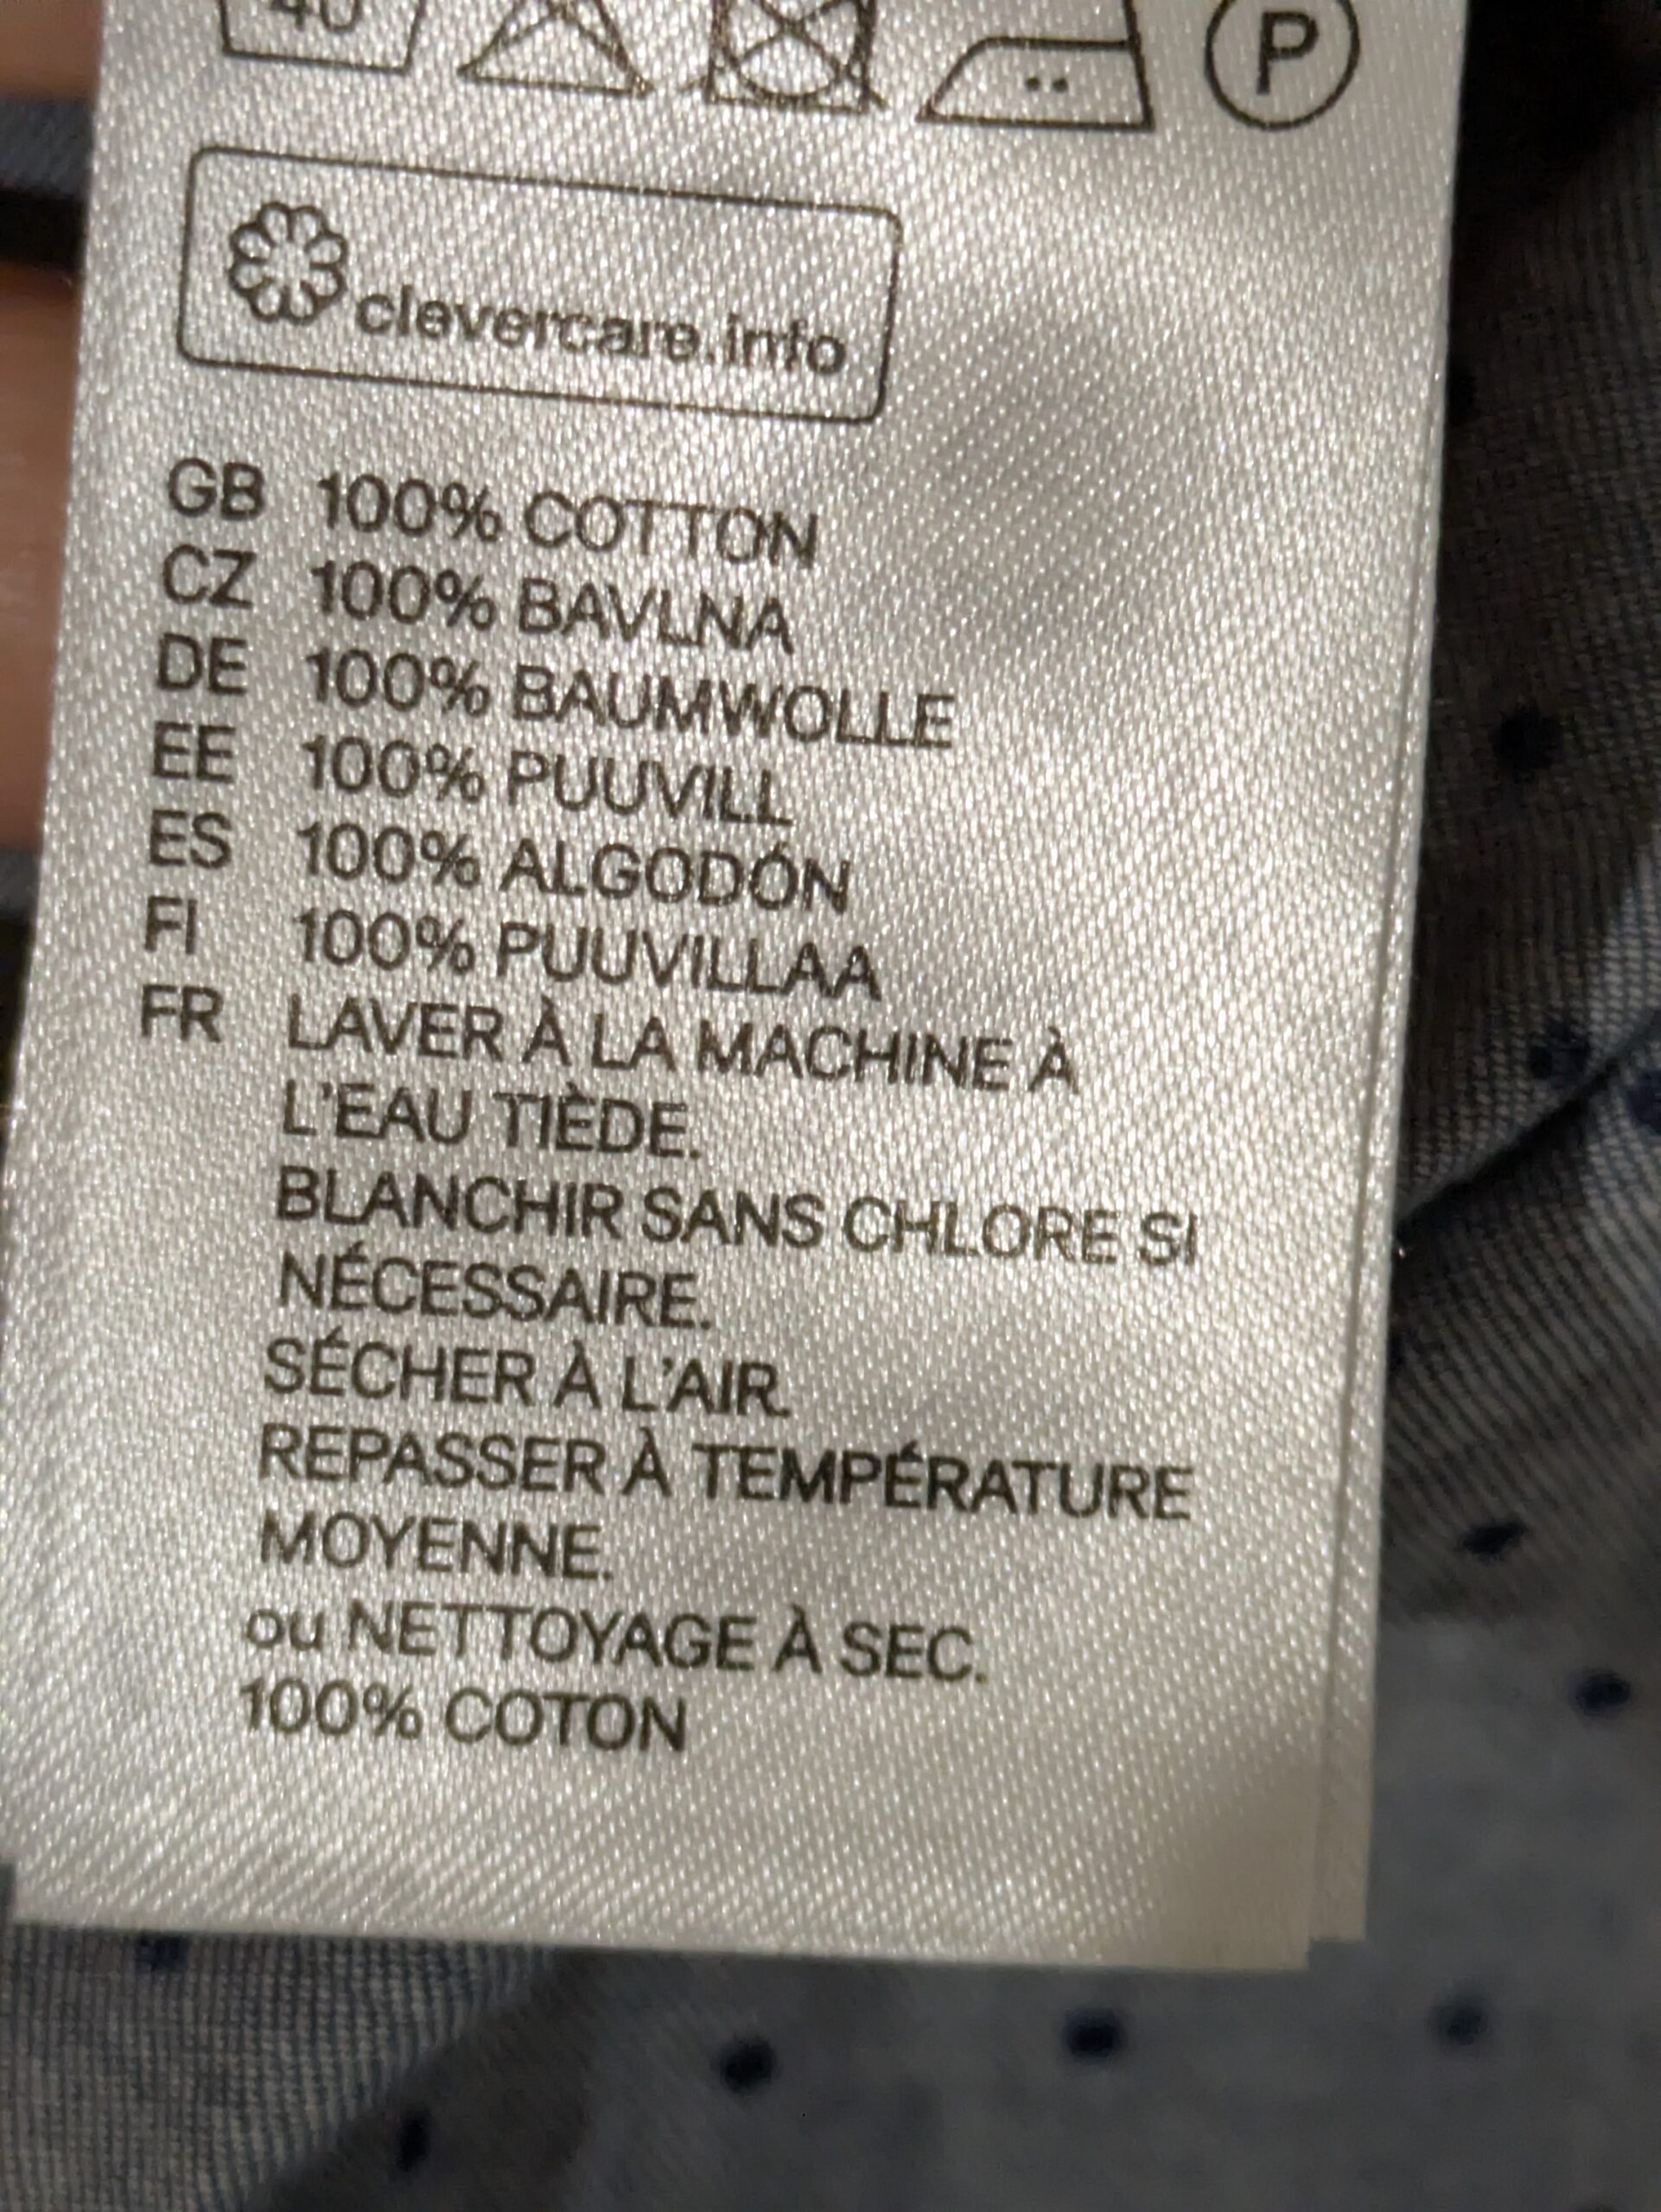 40
P
clevercare.info
GB 100% COTTON
CZ 100% BAVLNA
DE 100% BAUMWOLLE
EE 100% PUUVILL
ES 100% ALGODÓN
FI 100% PUUVILLAA
FR LAVER À LA MACHINE À
L'EAU TIÈDE.
BLANCHIR SANS CHLORE SI
NÉCESSAIRE.
SÉCHER À L'AIR.
REPASSER À TEMPÉRATURE
MOYENNE.
ou NETTOYAGE À SEC.
100% COTON